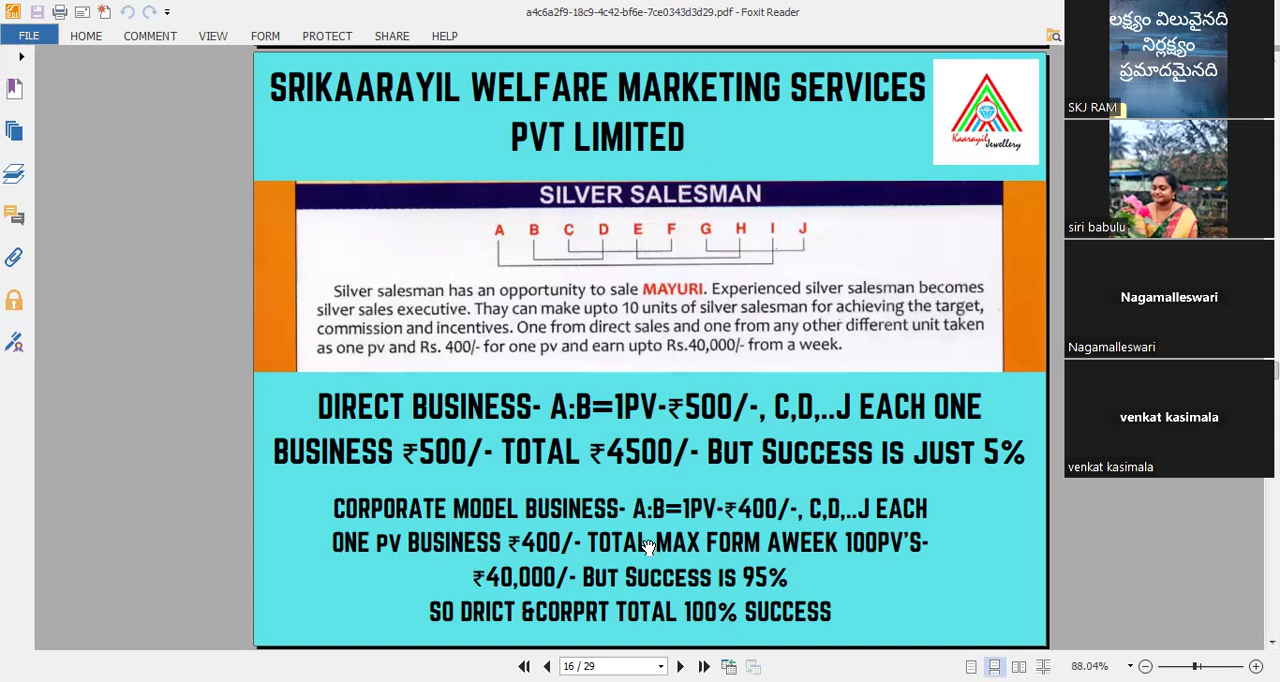 a4c6a2f9-18c9-4c42-bf6e-7ce0343d3d29.pdf - Foxit Reader
FILE HOME COMMENT VIEW FORM PROTECT SHARE HELP
SRIKAARAYIL WELFARE MARKETING SERVICES
PVT LIMITED
Kaarayil Jewellery
SILVER SALESMAN
A B C D E F G H I J
Silver salesman has an opportunity to sale MAYURI. Experienced silver salesman becomes
silver sales executive. Thay can make upto 10 units of silver salesman for achieving the target,
commission and incentives. One from direct sales and one from any other different unit taken
as one pv and Rs. 400/- for one pv and earn upto Rs.40,000/- from a week.
DIRECT BUSINESS- A:B=1PV-₹500/-, C,D,..J EACH ONE
BUSINESS ₹500/- TOTAL ₹4500/- BUT SUCCESS IS JUST 5%
CORPORATE MODEL BUSINESS- A:B=1PV-₹400/-, C,D,..J EACH
ONE PV BUSINESS ₹400/- TOTAL MAX FORM AWEEK 100PV'S-
₹40,000/- BUT SUCCESS IS 95%
SO DRICT &CORPRT TOTAL 100% SUCCESS
16 / 29
88.04%
లక్ష్యం విలువైనది
నిర్లక్ష్యం
ప్రమాదమైనది
SKJ RAM
siri babulu
Nagamalleswari
Nagamalleswari
venkat kasimala
venkat kasimala